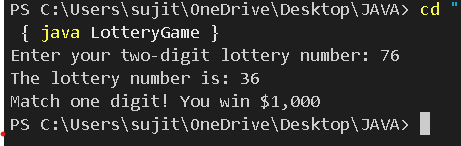 PS C:\Users\sujit\OneDrive\Desktop\JAVA> cd "
{ java LotteryGame }
Enter your two-digit lottery number: 76
The lottery number is: 36
Match one digit! You win $1,000
PS C:\Users\sujit\OneDrive\Desktop\JAVA>